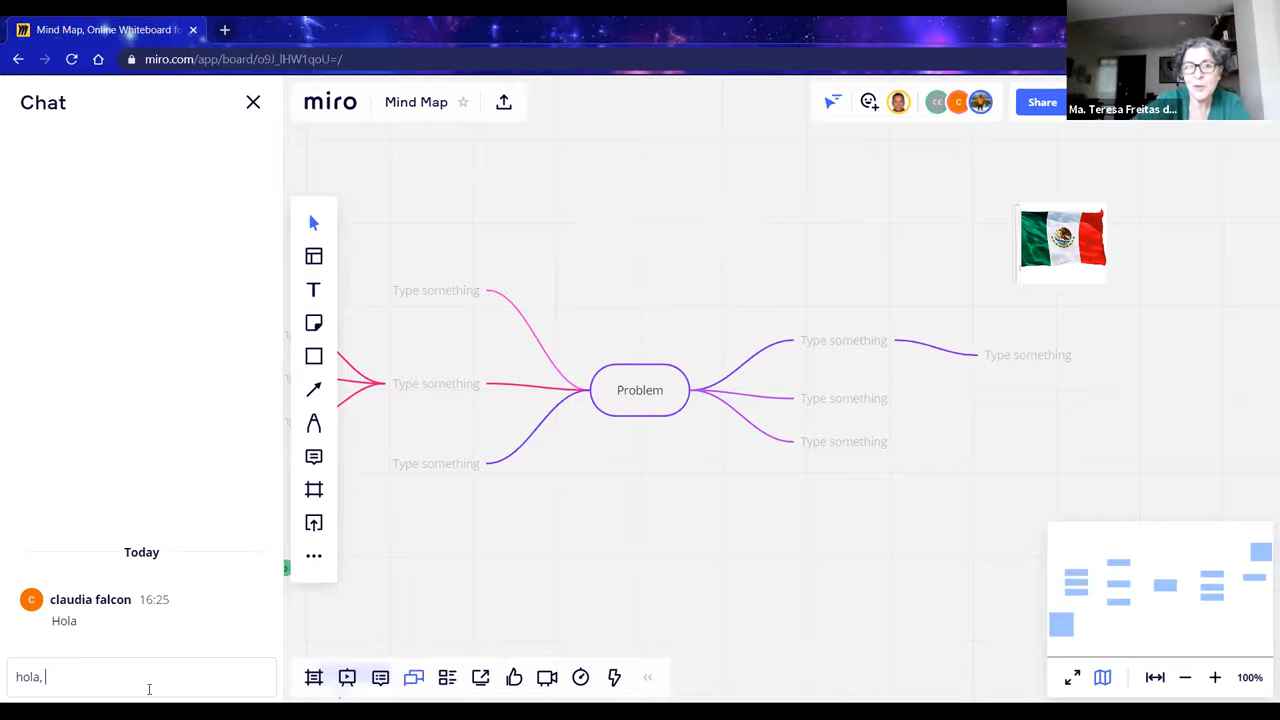 Mind Map, Online Whiteboard fo
miro.com/app/board/o9J_lHW1qoU=/
Ma. Teresa Freitas d...
Chat
miro
Mind Map
CC
C
Share
Type something
Type something
Type something
Problem
Type something
Type something
Type something
Type something
Today
C
claudia falcon 16:25
Hola
hola,
100%